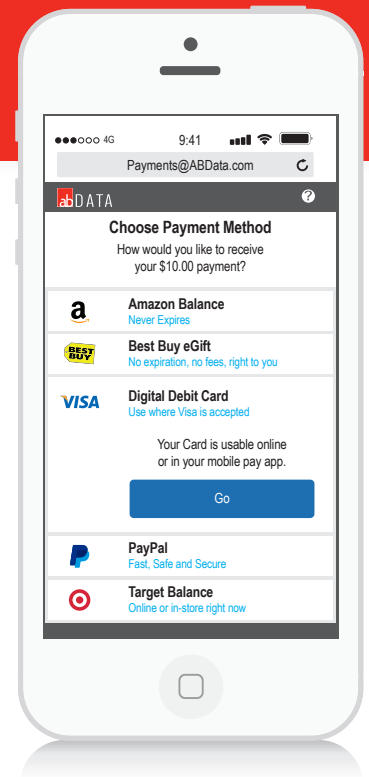 4G 9:41
Payments@ABData.com
abDATA ?
Choose Payment Method
How would you like to receive
your $10.00 payment?
a
Amazon Balance
Never Expires
BEST
BUY
Best Buy eGift
No expiration, no fees, right to you
VISA
Digital Debit Card
Use where Visa is accepted
Your Card is usable online
or in your mobile pay app.
Go
PayPal
Fast, Safe and Secure
Target Balance
Online or in-store right now